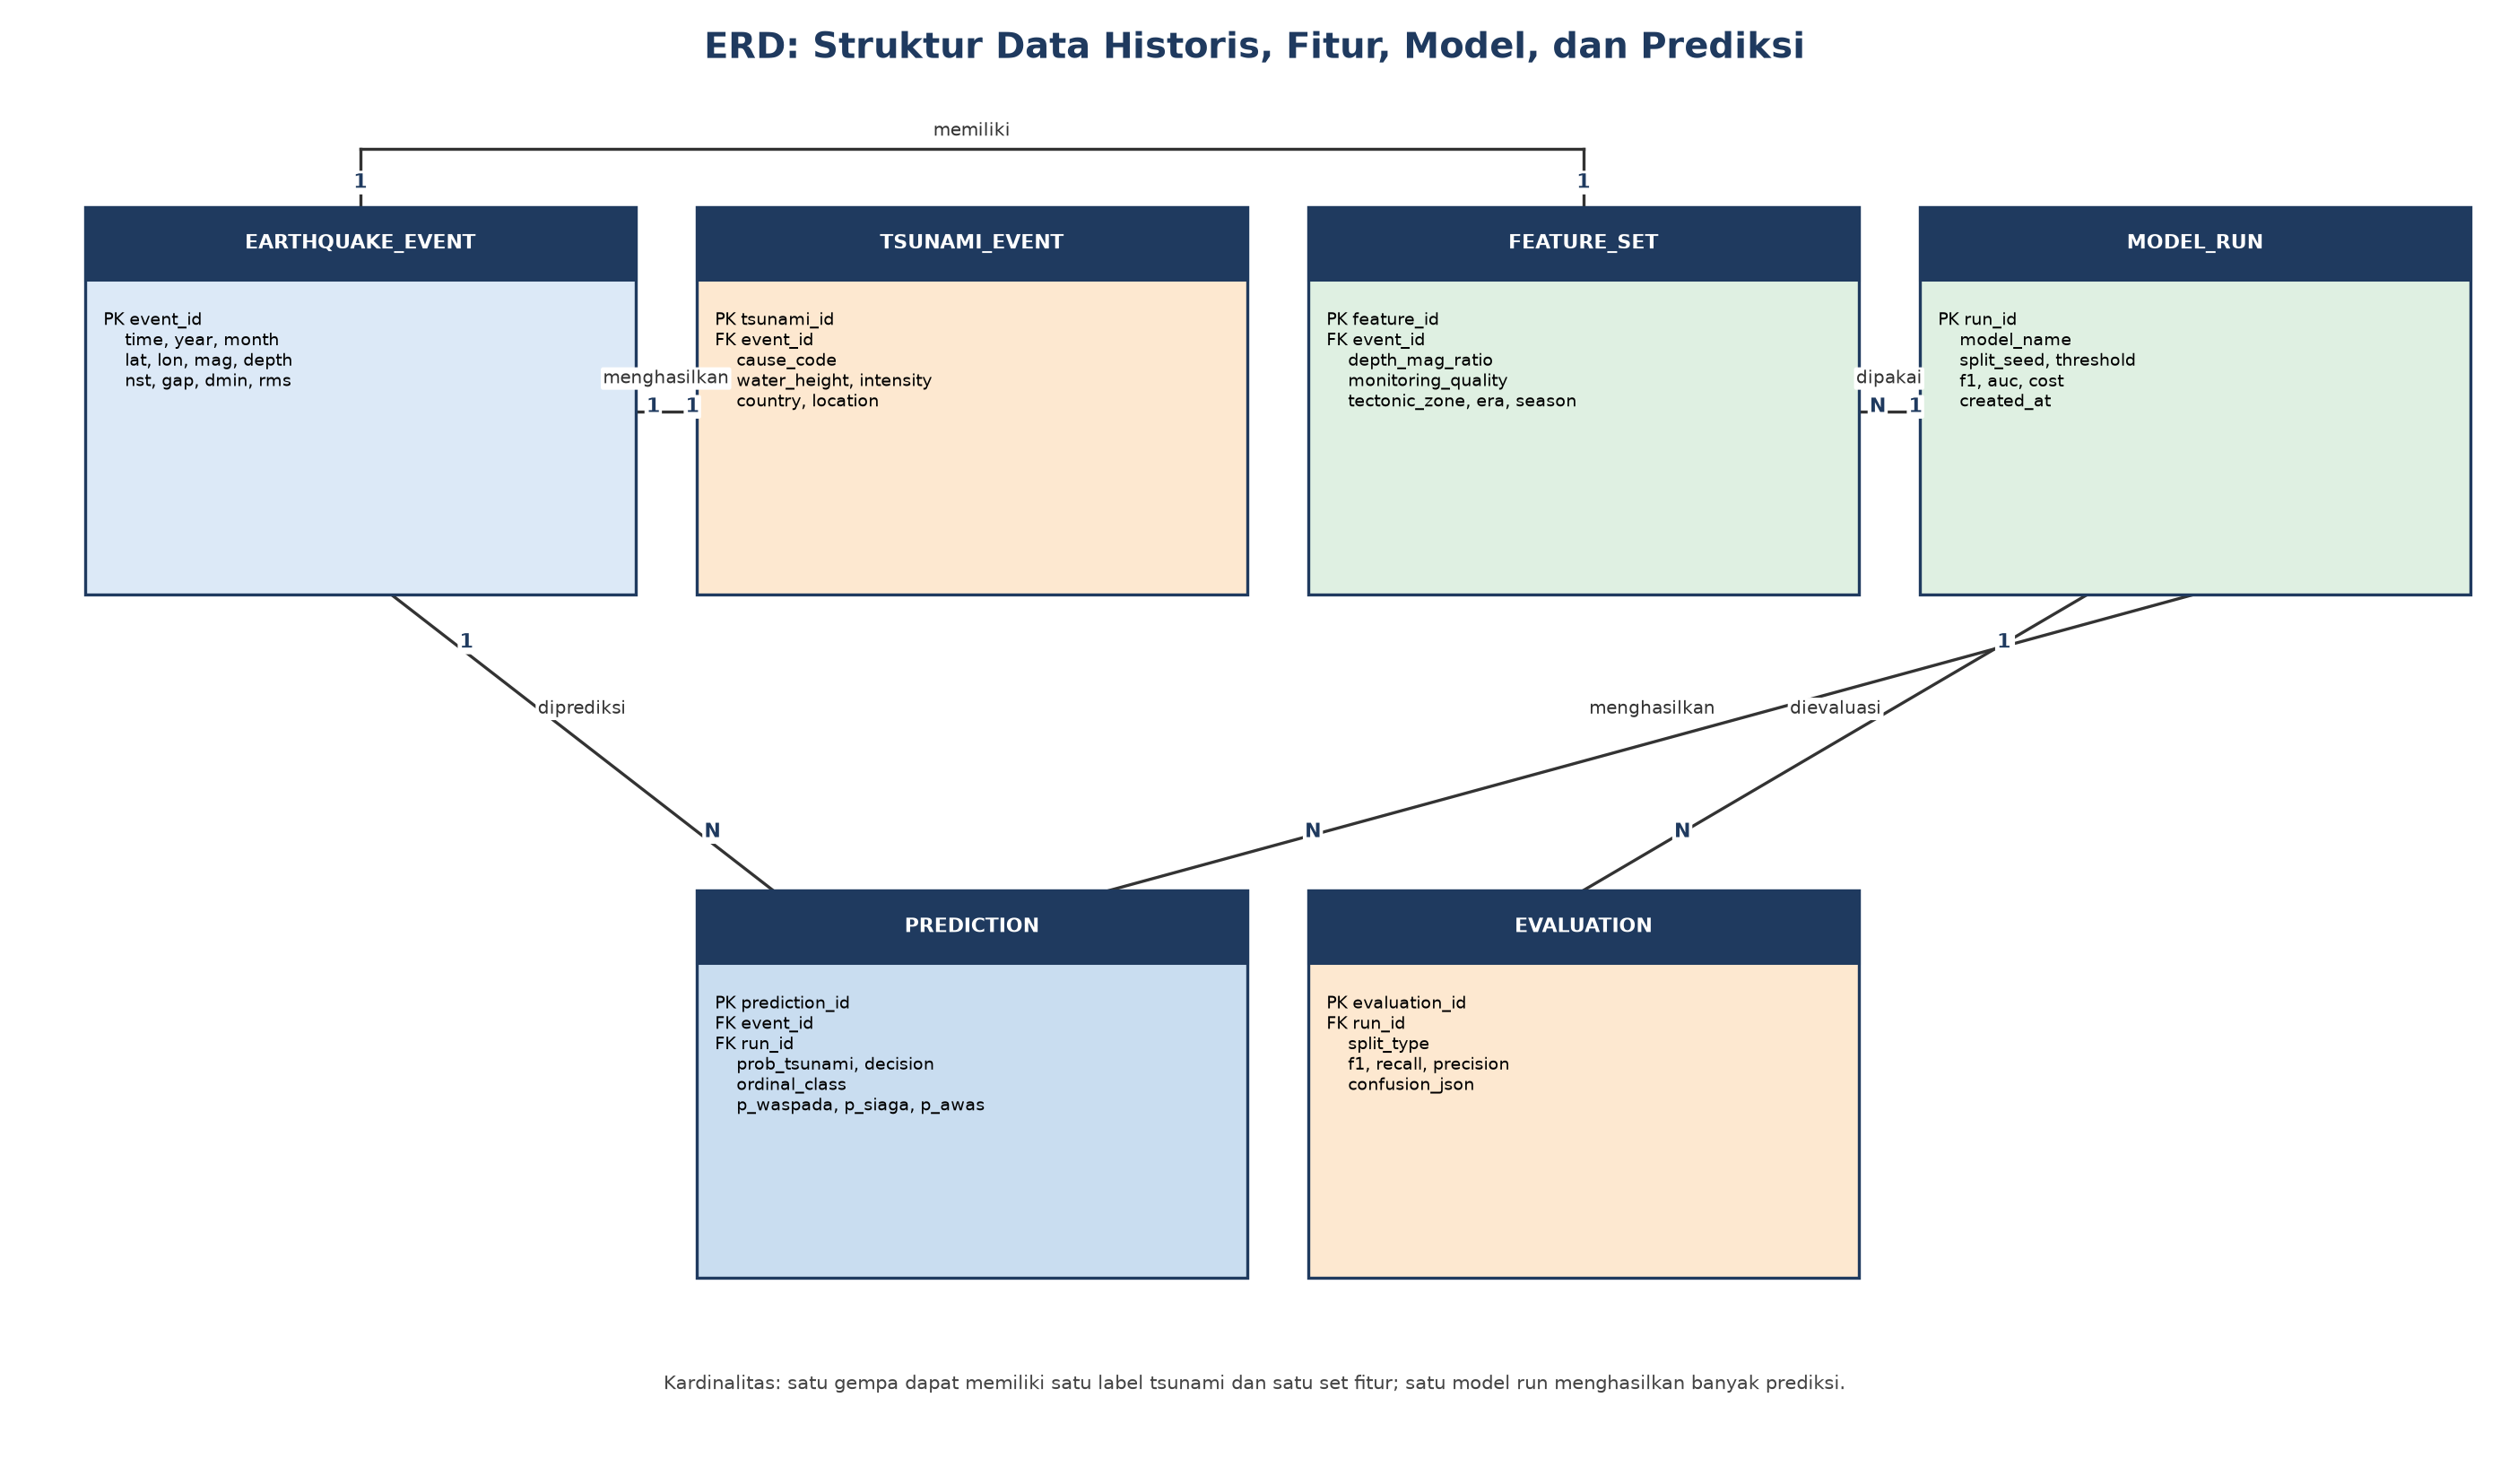 ERD: Struktur Data Historis, Fitur, Model, dan Prediksi
memiliki
1
1
EARTHQUAKE_EVENT
PK event_id
time, year, month
lat, lon, mag, depth
nst, gap, dmin, rms
menghasilkan
1
1
TSUNAMI_EVENT
PK tsunami_id
FK event_id
cause_code
water_height, intensity
country, location
FEATURE_SET
PK feature_id
FK event_id
depth_mag_ratio
monitoring_quality
tectonic_zone, era, season
dipakai
N
1
MODEL_RUN
PK run_id
model_name
split_seed, threshold
f1, auc, cost
created_at
1
diprediksi
N
1
menghasilkan
N
dievaluasi
N
PREDICTION
PK prediction_id
FK event_id
FK run_id
prob_tsunami, decision
ordinal_class
p_waspada, p_siaga, p_awas
EVALUATION
PK evaluation_id
FK run_id
split_type
f1, recall, precision
confusion_json
Kardinalitas: satu gempa dapat memiliki satu label tsunami dan satu set fitur; satu model run menghasilkan banyak prediksi.